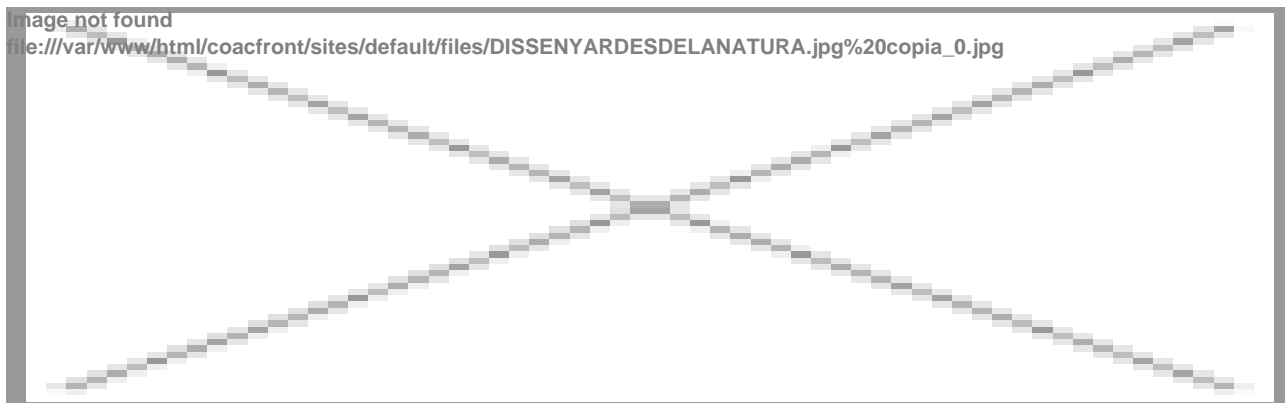 Image not found
file:///var/www/html/coacfront/sites/default/files/DISSENYARDESDELANATURA.jpg%20copia_0.jpg